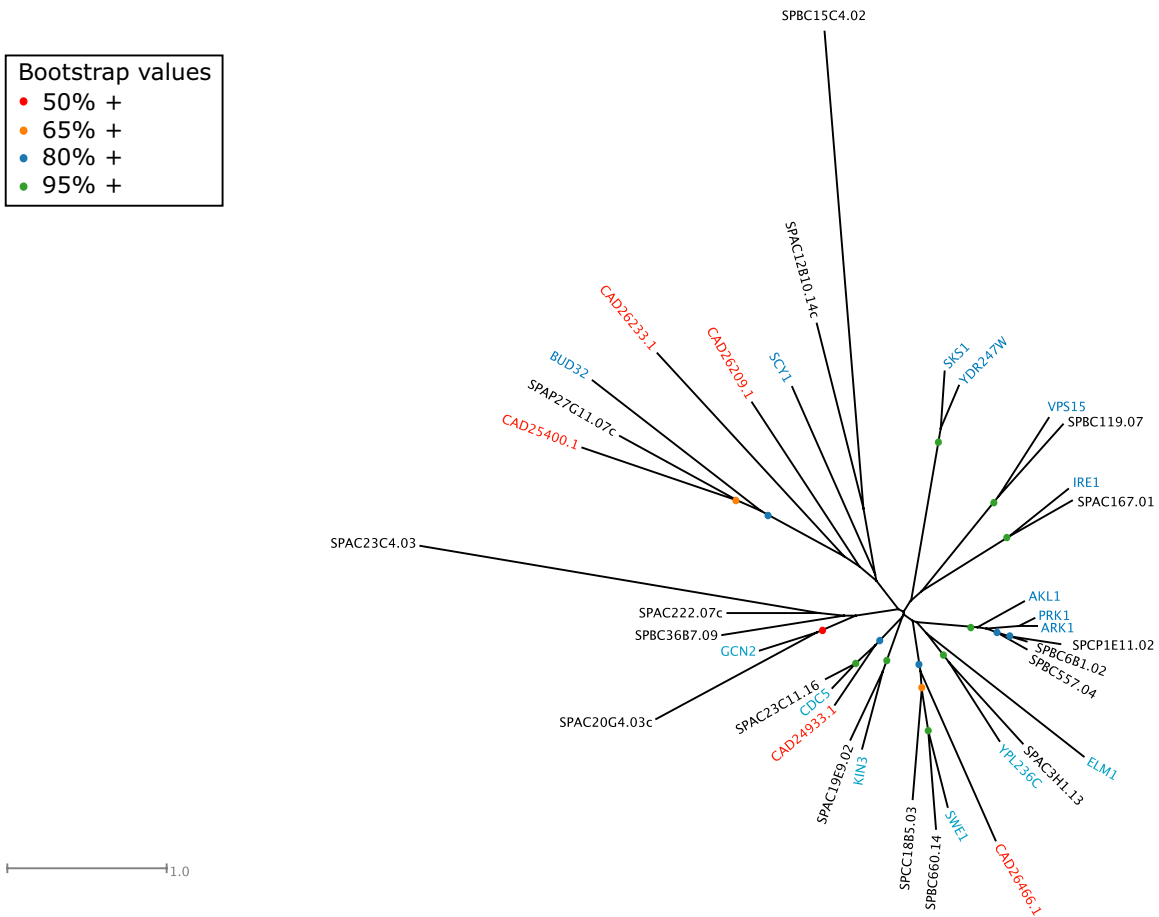 SPBC15C4.02
Bootstrap values
50% +
65% +
80% +
95% +
SPAC12B10.14c
CAD26233.1
CAD26209.1
SCY1
SKS1
YDR247W
BUD32
SPAP27G11.07c
CAD25400.1
VPS15
SPBC119.07
IRE1
SPAC167.01
SPAC23C4.03
AKL1
SPAC222.07c
PRK1
ARK1
SPBC36B7.09
SPCP1E11.02
GCN2
SPBC6B1.02
SPBC557.04
SPAC20G4.03c
SPAC23C11.16
CDC5
CAD24933.1
SPAC19E9.02
KIN3
YPL236C
SPAC3H1.13
ELM1
SPCC18B5.03
SPBC660.14
SWE1
CAD26466.1
1.0